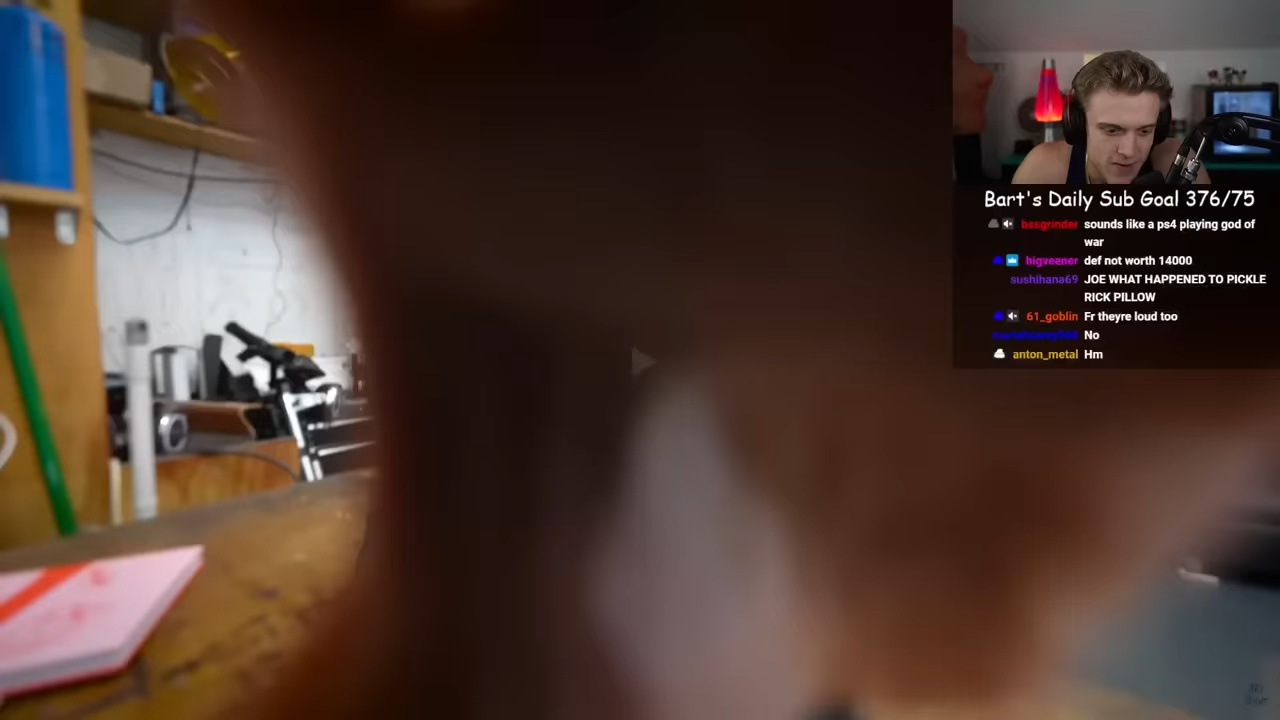 Bart's Daily Sub Goal 376/75
bssgrinder sounds like a ps4 playing god of
war
higveaner def not worth 14000
sushihana69 JOE WHAT HAPPENED TO PICKLE
RICK PILLOW
61_goblin Fr theyre loud too
No
anton_metal Hm